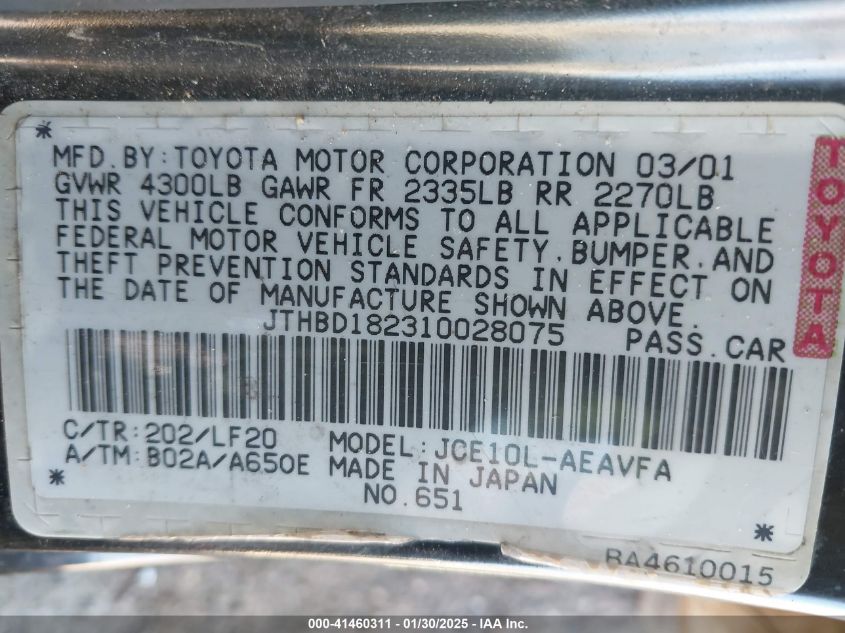 MFD.BY:TOYOTA MOTOR CORPORATION 03/01
GVWR 4300LB GAWR FR 2335LB RR 2270LB
THIS VEHICLE CONFORMS TO ALL APPLICABLE
FEDERAL MOTOR VEHICLE SAFETY.BUMPER.AND
THEFT PREVENTION STANDARDS IN EFFECT ON
THE DATE OF MANUFACTURE SHOWN ABOVE.
JTHBD182310028075 PASS.CAR
C/TR:202/LF20 MODEL:JCE10L-AEAVFA
A/TM:B02A/A650E MADE IN JAPAN
NO.651
TOYOTA
RA4610015
000-41460311 - 01/30/2025 - IAA Inc.